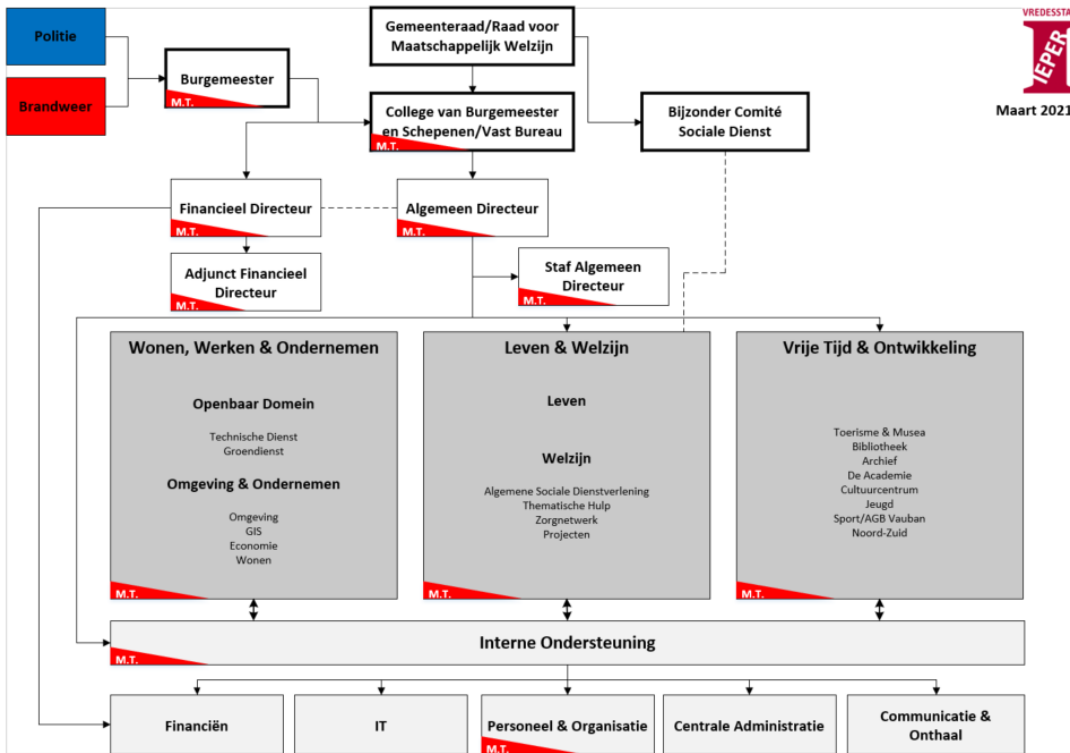 Politie
Brandweer
Burgemeester
M.T.
Gemeenteraad/Raad voor
Maatschappelijk Welzijn
VREDESSTA
IEPER
Maart 2021
College van Burgemeester
en Schepenen/Vast Bureau
M.T.
Bijzonder Comité
Sociale Dienst
Financieel Directeur
M.T.
Algemeen Directeur
M.T.
Adjunct Financieel
Directeur
M.T.
Staf Algemeen
Directeur
M.T.
Wonen, Werken & Ondernemen
Openbaar Domein
Technische Dienst
Groendienst
Omgeving & Ondernemen
Omgeving
GIS
Economie
Wonen
M.T.
Leven & Welzijn
Leven
Welzijn
Algemene Sociale Dienstverlening
Thematische Hulp
Zorgnetwerk
Projecten
M.T.
Vrije Tijd & Ontwikkeling
Toerisme & Musea
Bibliotheek
Archief
De Academie
Cultuurcentrum
Jeugd
Sport/AGB Vauban
Noord-Zuid
M.T.
Interne Ondersteuning
M.T.
Financiën
IT
Personeel & Organisatie
M.T.
Centrale Administratie
Communicatie &
Onthaal